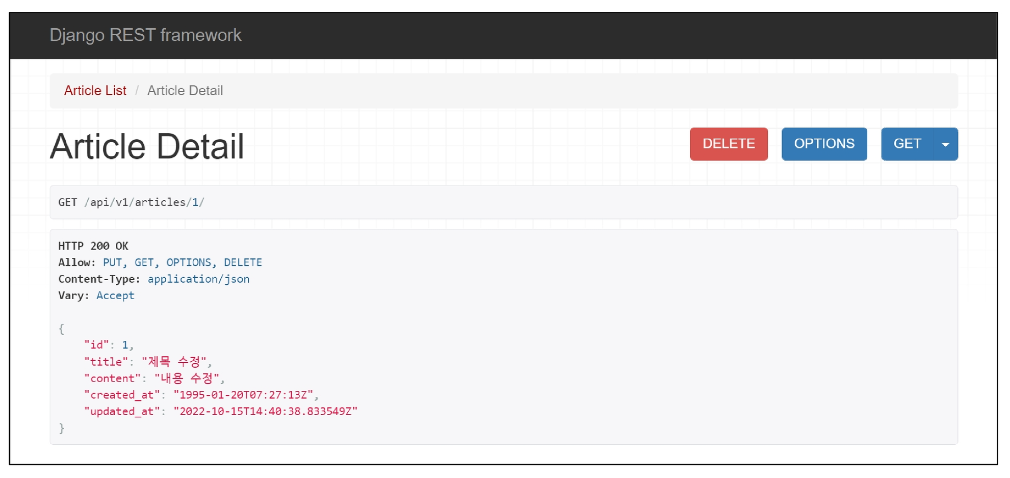 Django REST framework
Article List / Article Detail
Article Detail
DELETE
OPTIONS
GET
GET /api/v1/articles/1/
HTTP 200 OK
Allow: PUT, GET, OPTIONS, DELETE
Content-Type: application/json
Vary: Accept
{
    "id": 1,
    "title": "제목 수정",
    "content": "내용 수정",
    "created_at": "1995-01-20T07:27:13Z",
    "updated_at": "2022-10-15T14:40:38.833549Z"
}